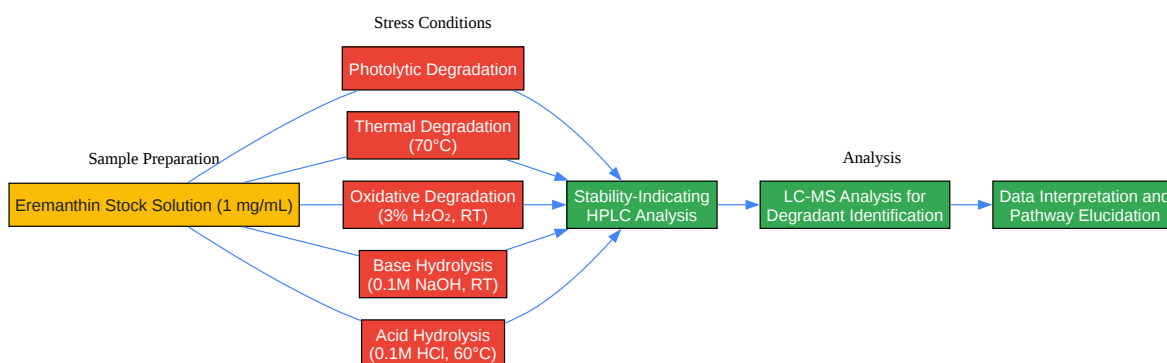 Stress Conditions
Photolytic Degradation
Thermal Degradation
(70°C)
Sample Preparation
Analysis
Eremanthin Stock Solution (1 mg/mL)
Oxidative Degradation
(3% H₂O₂, RT)
Stability-Indicating
HPLC Analysis
LC-MS Analysis for
Degradant Identification
Data Interpretation and
Pathway Elucidation
Base Hydrolysis
(0.1M NaOH, RT)
Acid Hydrolysis
(0.1M HCl, 60°C)